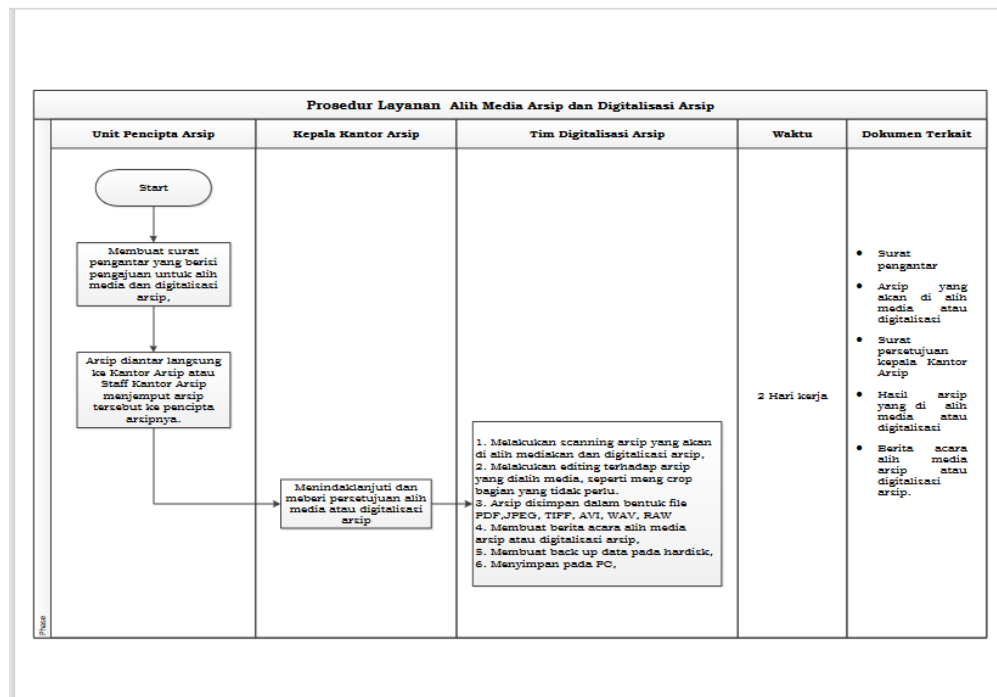 Prosedur Layanan Alih Media Arsip dan Digitalisasi Arsip
Unit Pencipta Arsip
Kepala Kantor Arsip
Tim Digitalisasi Arsip
Waktu
Dokumen Terkait
Start
Membuat surat
pengantar yang berisi
pengajuan untuk alih
media dan digitalisasi
arsip,
Arsip diantar langsung
ke Kantor Arsip atau
Staff Kantor Arsip
menjemput arsip
tersebut ke pencipta
arsipnya.
Menindaklanjuti dan
meberi persetujuan alih
media atau digitalisasi
arsip
1. Melakukan scanning arsip yang akan
di alih mediakan dan digitalisasi arsip,
2. Melakukan editing terhadap arsip
yang dialih media, seperti meng crop
bagian yang tidak perlu.
3. Arsip disimpan dalam bentuk file
PDF,JPEG, TIFF, AVI, WAV, RAW
4. Membuat berita acara alih media
arsip atau digitalisasi arsip,
5. Membuat back up data pada hardisk,
6. Menyimpan pada PC,
2 Hari kerja
• Surat
pengantar
• Arsip yang
akan di alih
media atau
digitalisasi
• Surat
persetujuan
kepala Kantor
Arsip
• Hasil arsip
yang di alih
media atau
digitalisasi
• Berita acara
alih media
arsip atau
digitalisasi
arsip.
Phase